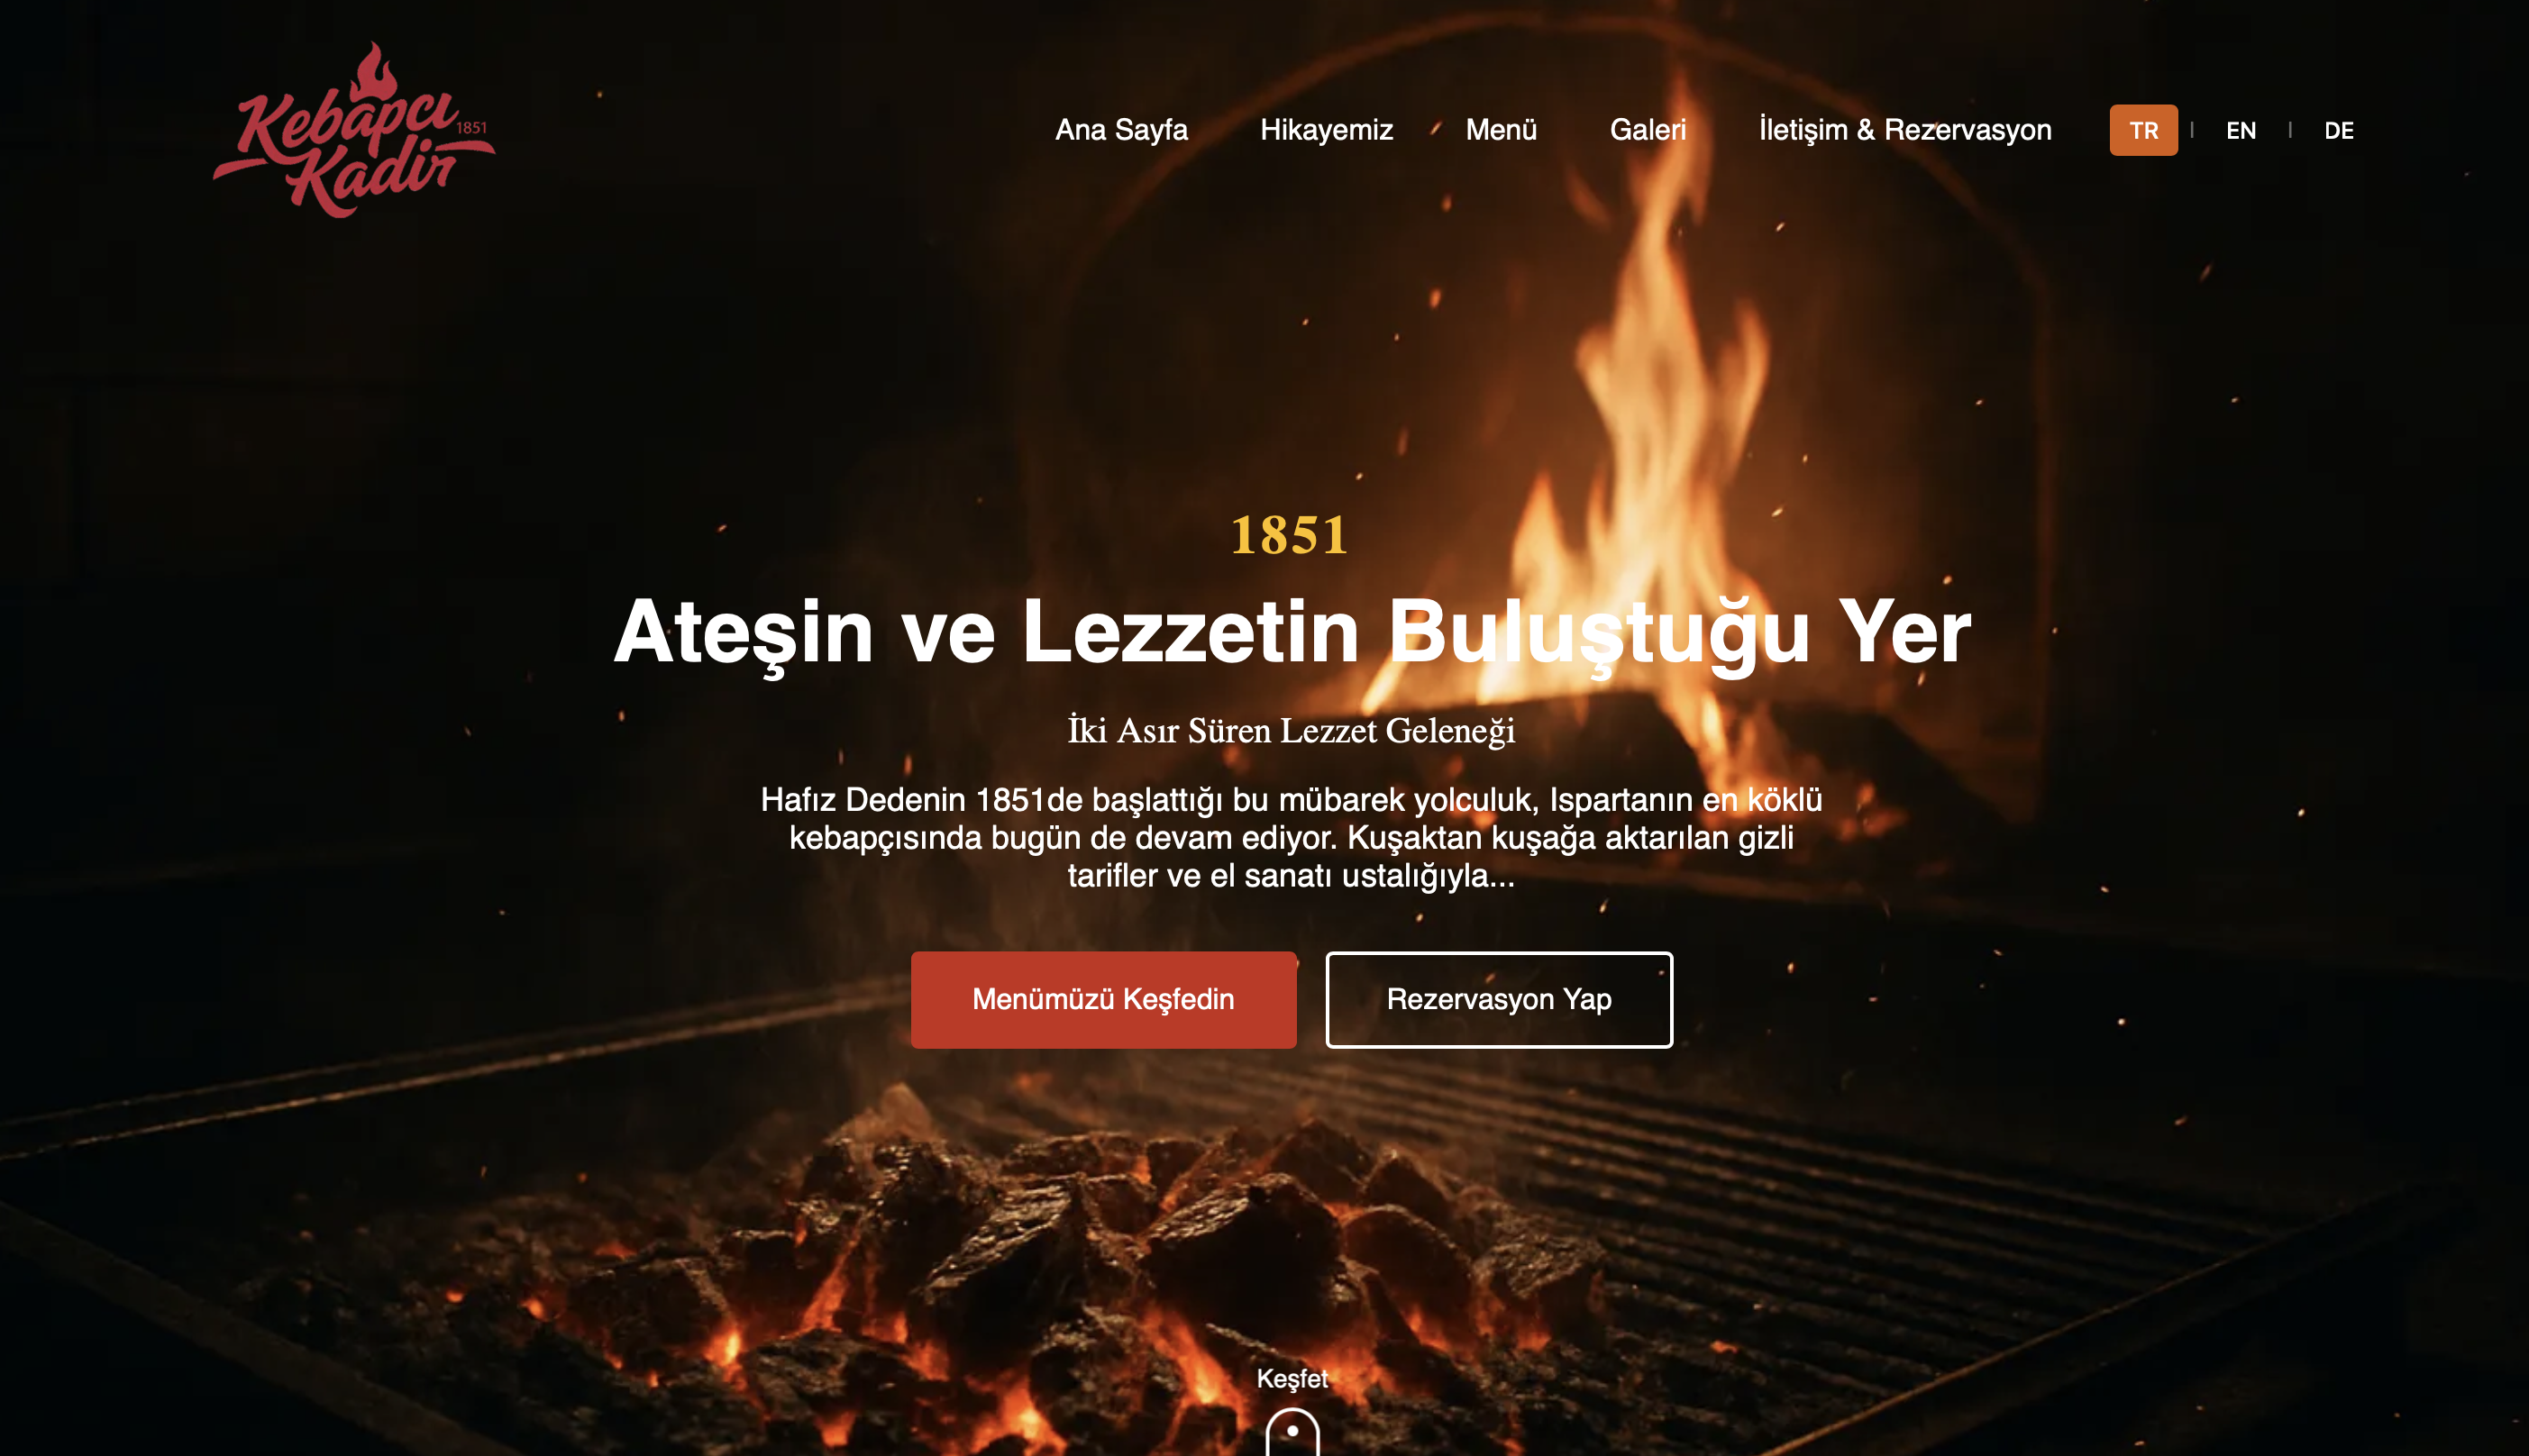 Kebapçı
1851
Kadir
Ana Sayfa
Hikayemiz
Menü
Galeri
İletişim & Rezervasyon
TR | EN | DE
1851
Ateşin ve Lezzetin Buluştuğu Yer
İki Asır Süren Lezzet Geleneği
Hafız Dedenin 1851de başlattığı bu mübarek yolculuk, Ispartanın en köklü
kebapçısında bugün de devam ediyor. Kuşaktan kuşağa aktarılan gizli
tarifler ve el sanatı ustalığıyla...
Menümüzü Keşfedin
Rezervasyon Yap
Keşfet